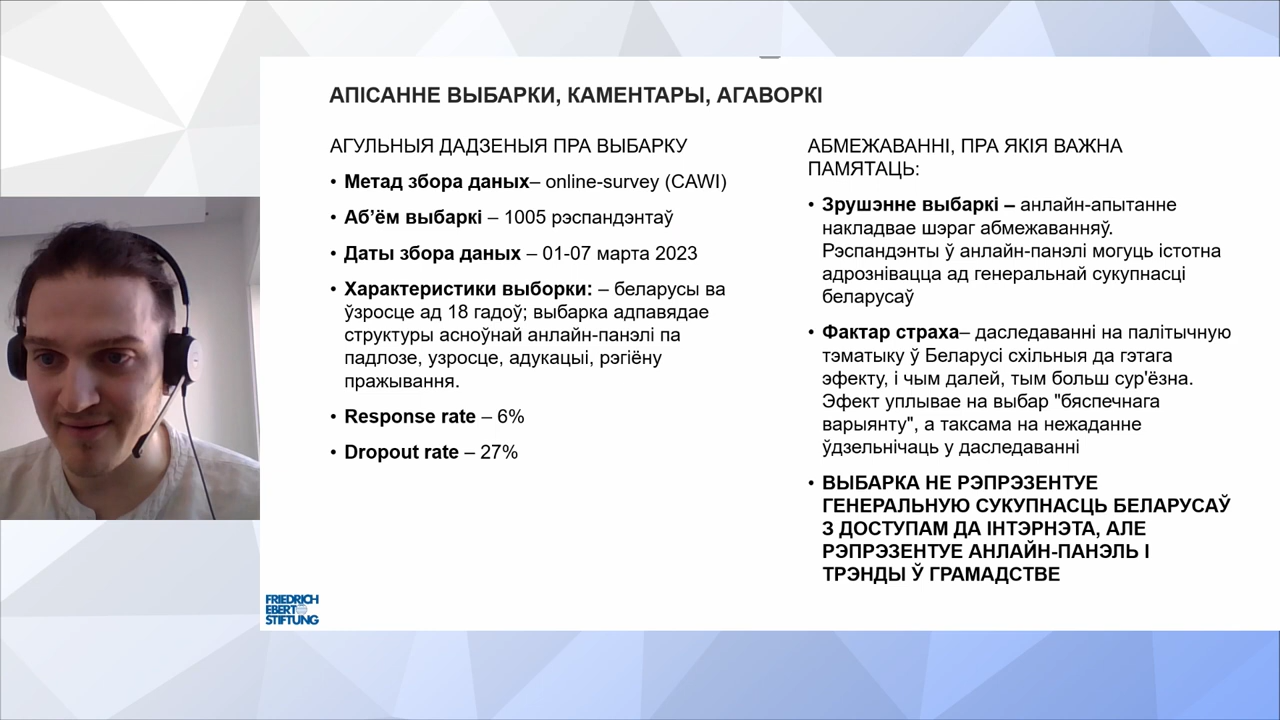 АПІСАННЕ ВЫБАРКИ, КАМЕНТАРЫ, АГАВОРКІ
АГУЛЬНЫЯ ДАДЗЕНЫЯ ПРА ВЫБАРКУ
• Метад збора даных– online-survey (CAWI)
• Аб’ём выбаркі – 1005 рэспандэнтаў
• Даты збора даных – 01-07 марта 2023
• Характеристики выборки: – беларусы ва
ўзросце ад 18 гадоў; выбарка адпавядае
структуры асноўнай анлайн-панэлі па
падлозе, узросце, адукацыі, рэгіёну
пражывання.
• Response rate – 6%
• Dropout rate – 27%
АБМЕЖАВАННІ, ПРА ЯКІЯ ВАЖНА
ПАМЯТАЦЬ:
• Зрушэнне выбаркі – анлайн-апытанне
накладвае шэраг абмежаванняў.
Рэспандэнты ў анлайн-панэлі могуць істотна
адрознівацца ад генеральнай сукупнасці
беларусаў
• Фактар страха– даследаванні на палітычную
тэматыку ў Беларусі схільныя да гэтага
эфекту, і чым далей, тым больш сур'ёзна.
Эфект уплывае на выбар "бяспечнага
варыянту", а таксама на нежаданне
ўдзельнічаць у даследаванні
• ВЫБАРКА НЕ РЭПРЭЗЕНТУЕ
ГЕНЕРАЛЬНУЮ СУКУПНАСЦЬ БЕЛАРУСАЎ
З ДОСТУПАМ ДА ІНТЭРНЭТА, АЛЕ
РЭПРЭЗЕНТУЕ АНЛАЙН-ПАНЭЛЬ І
ТРЭНДЫ Ў ГРАМАДСТВЕ
FRIEDRICH
EBERT
STIFTUNG